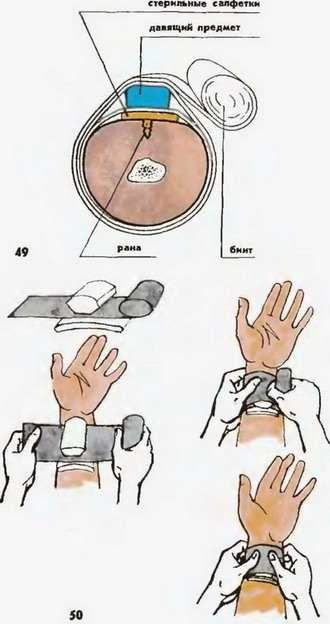 стерильные салфетки
давящий предмет
49
рана
бинт
50